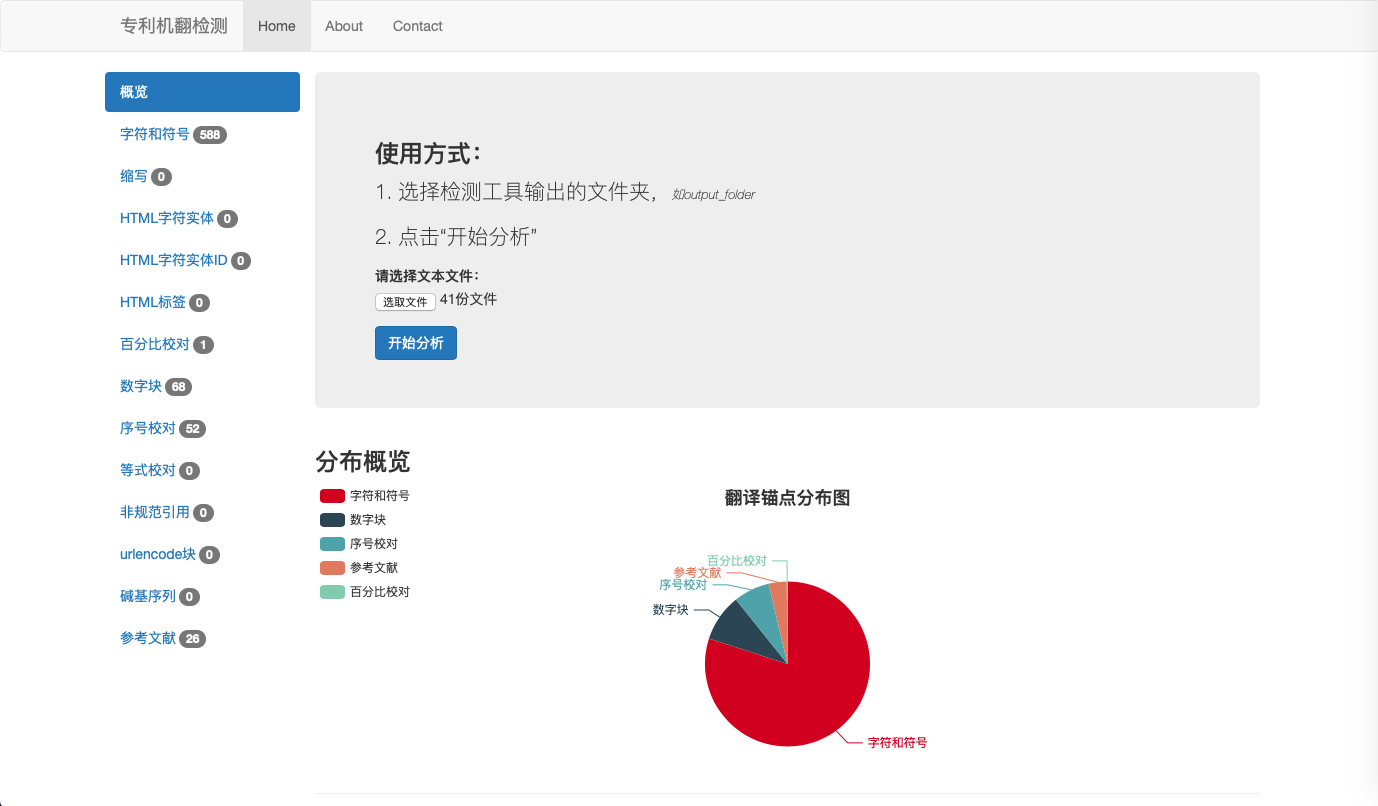 专利机翻检测 Home About Contact
概览
字符和符号 588
缩写 0
HTML字符实体 0
HTML字符实体ID 0
HTML标签 0
百分比校对 1
数字块 68
序号校对 52
等式校对 0
非规范引用 0
urlencode块 0
碱基序列 0
参考文献 26
使用方式：
1. 选择检测工具输出的文件夹， 如output_folder
2. 点击“开始分析”
请选择文本文件：
选取文件 41份文件
开始分析
分布概览
字符和符号
数字块
序号校对
参考文献
百分比校对
翻译锚点分布图
百分比校对
参考文献
序号校对
数字块
字符和符号